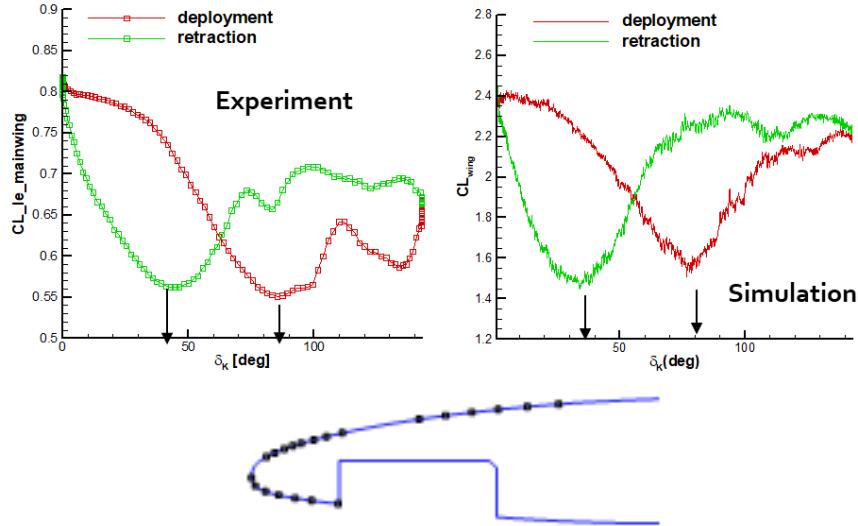 deployment
retraction
Experiment
CL_le_mainwing
0.9
0.85
0.8
0.75
0.7
0.65
0.6
0.55
0.5
0
50
100
δK [deg]
deployment
retraction
Simulation
CLwing
2.8
2.6
2.4
2.2
2
1.8
1.6
1.4
1.2
50
100
δK(deg)